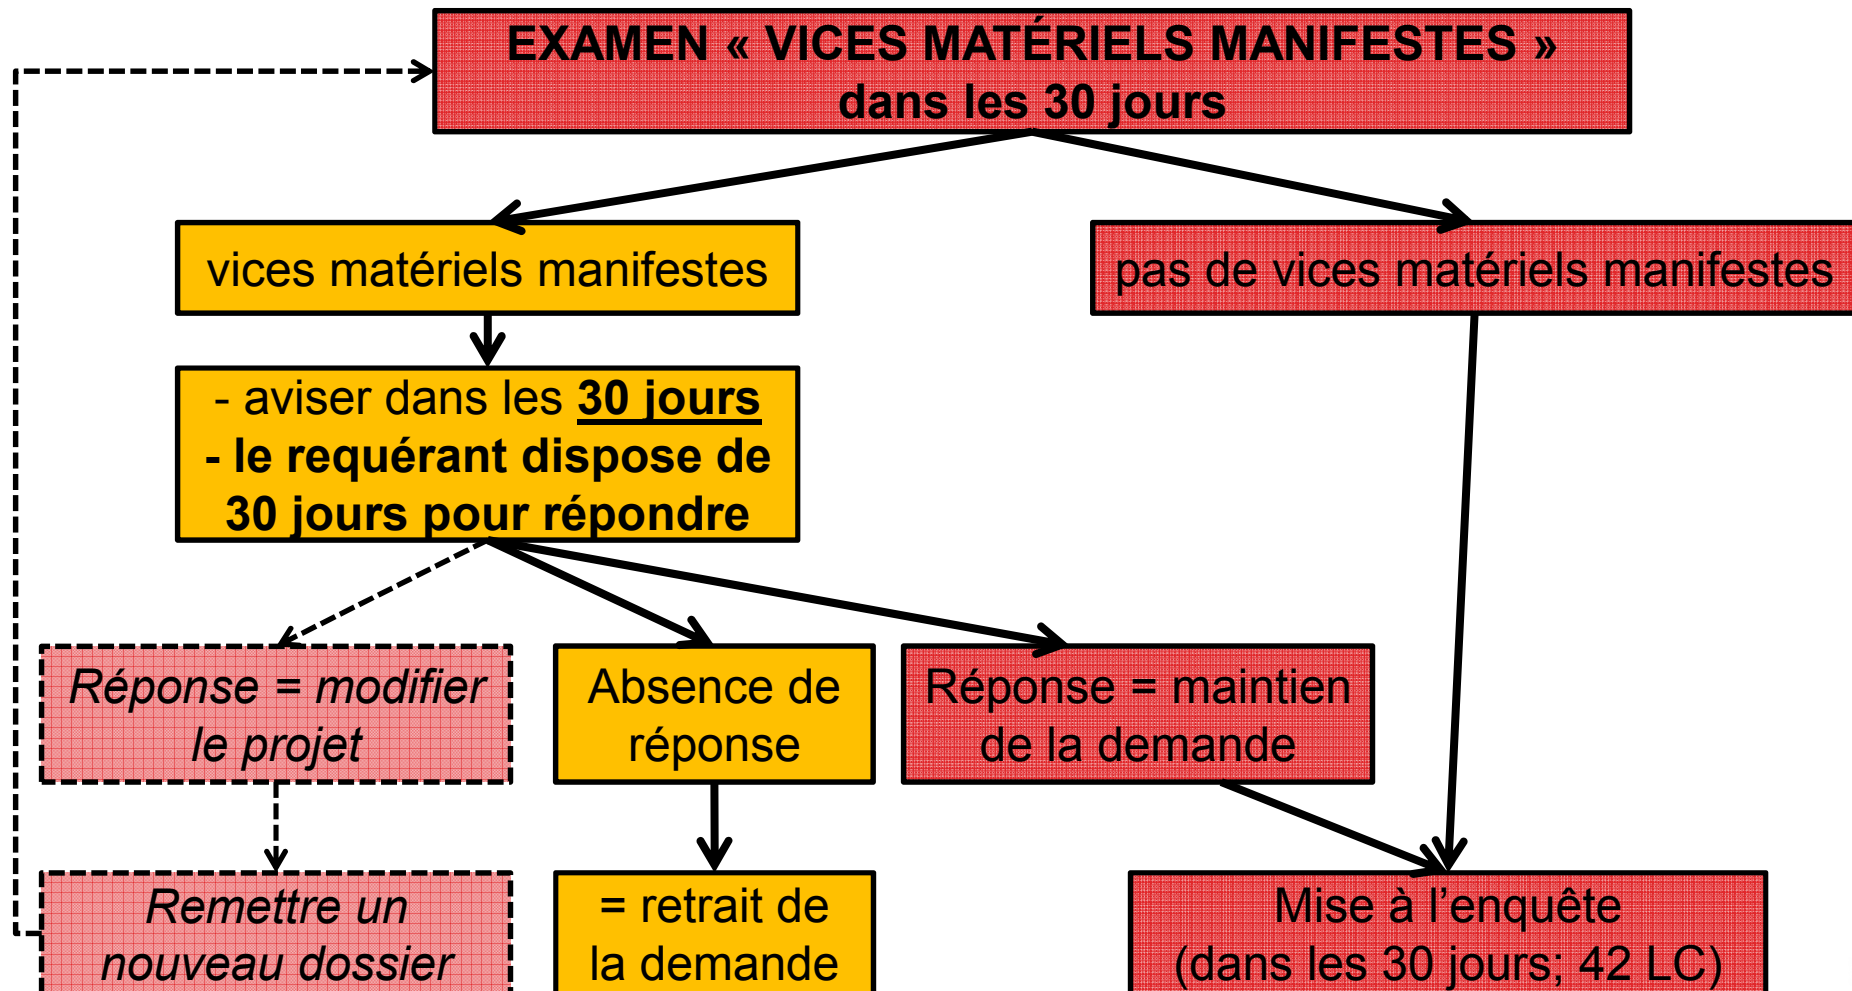 EXAMEN « VICES MATÉRIELS MANIFESTES »
dans les 30 jours
vices matériels manifestes
pas de vices matériels manifestes
- aviser dans les 30 jours
- le requérant dispose de
30 jours pour répondre
Réponse = modifier
le projet
Absence de
réponse
Réponse = maintien
de la demande
Remettre un
nouveau dossier
= retrait de
la demande
Mise à l’enquête
(dans les 30 jours; 42 LC)